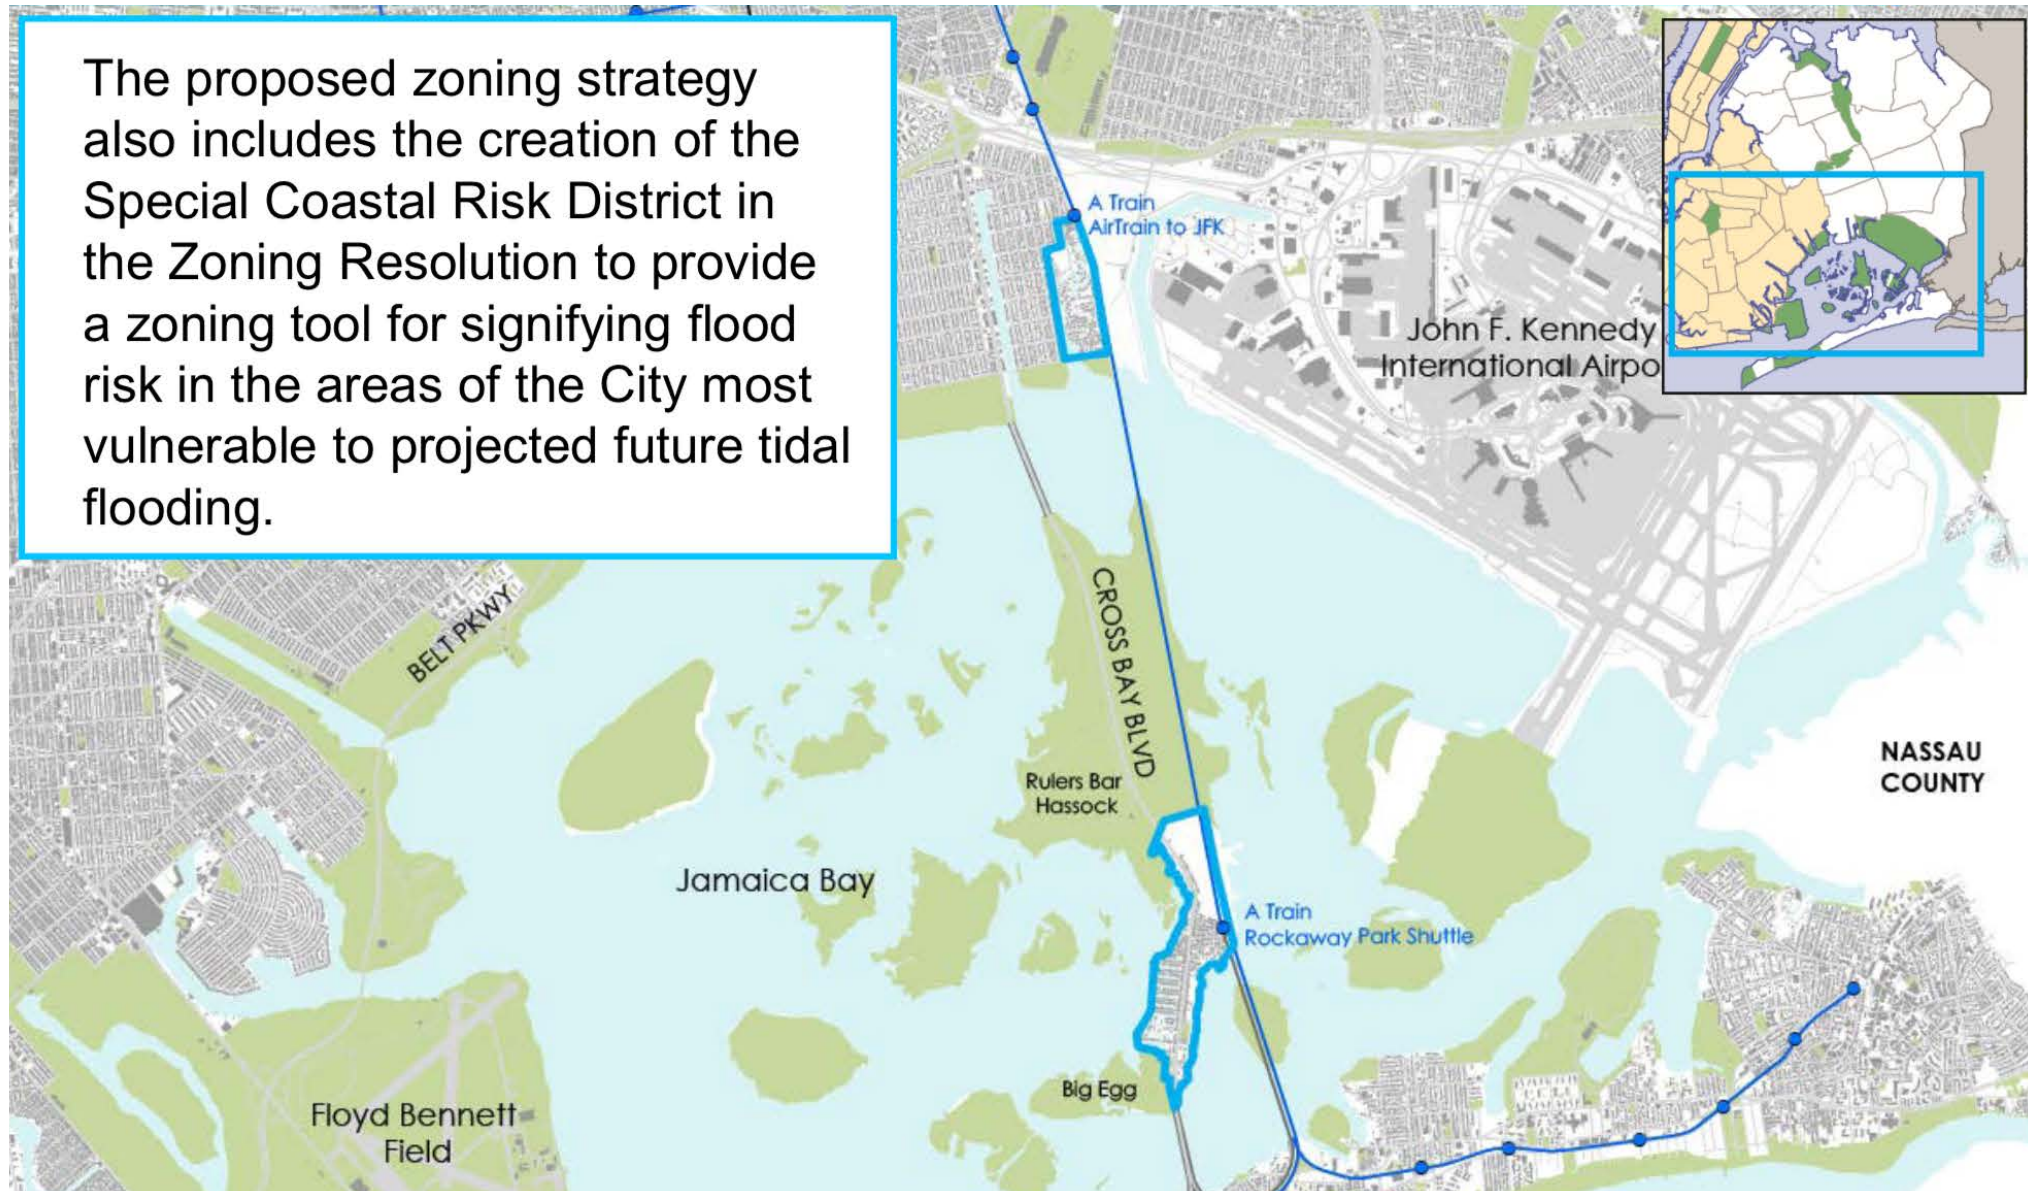 The proposed zoning strategy
also includes the creation of the
Special Coastal Risk District in
the Zoning Resolution to provide
a zoning tool for signifying flood
risk in the areas of the City most
vulnerable to projected future tidal
flooding.
A Train
AirTrain to JFK
John F. Kennedy
International Airpo
BELT PKWY
CROSS BAY BLVD
Rulers Bar
Hassock
NASSAU
COUNTY
Jamaica Bay
A Train
Rockaway Park Shuttle
Big Egg
Floyd Bennett
Field